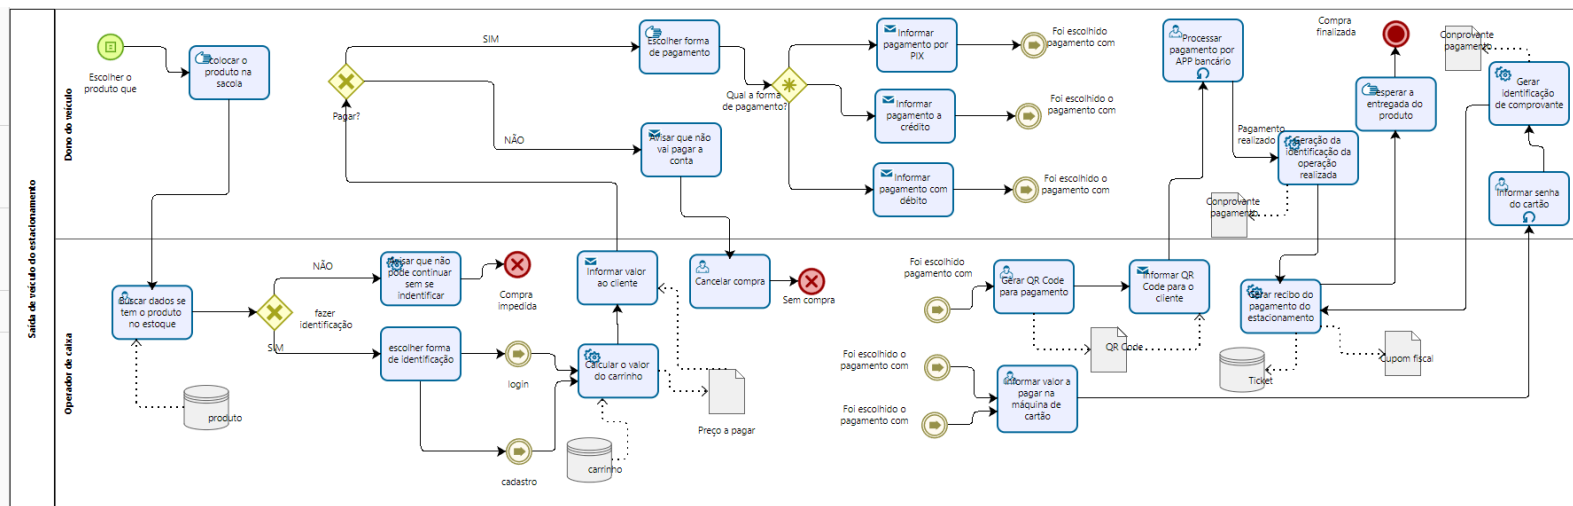 Saída de veículo do estacionamento
Dono do veículo
Escolher o
produto que
colocar o
produto na
sacola
Pagar?
SIM
NÃO
Escolher forma
de pagamento
Avisar que não
vai pagar a
conta
Qual a forma
de pagamento?
Informar
pagamento por
PIX
Informar
pagamento a
crédito
Informar
pagamento com
débito
Foi escolhido
pagamento com
Foi escolhido o
pagamento com
Foi escolhido o
pagamento com
Processar
pagamento por
APP bancário
Pagamento
realizado
Geração da
identificação da
operação
realizada
Comprovante
pagamento
Compra
finalizada
esperar a
entregada do
produto
Comprovante
pagamento
Gerar
identificação
de comprovante
Informar senha
do cartão
Operador de caixa
Buscar dados se
tem o produto
no estoque
produto
fazer
identificação
NÃO
SIM
Avisar que não
pode continuar
sem se
indentificar
Compra
impedida
escolher forma
de identificação
login
cadastro
Informar valor
ao cliente
Calcular o valor
do carrinho
carrinho
Preço a pagar
Cancelar compra
Sem compra
Foi escolhido
pagamento com
Gerar QR Code
para pagamento
QR Code
Informar QR
Code para o
cliente
Foi escolhido o
pagamento com
Foi escolhido o
pagamento com
Informar valor a
pagar na
máquina de
cartão
Gerar recibo do
pagamento do
estacionamento
Ticket
Cupom fiscal